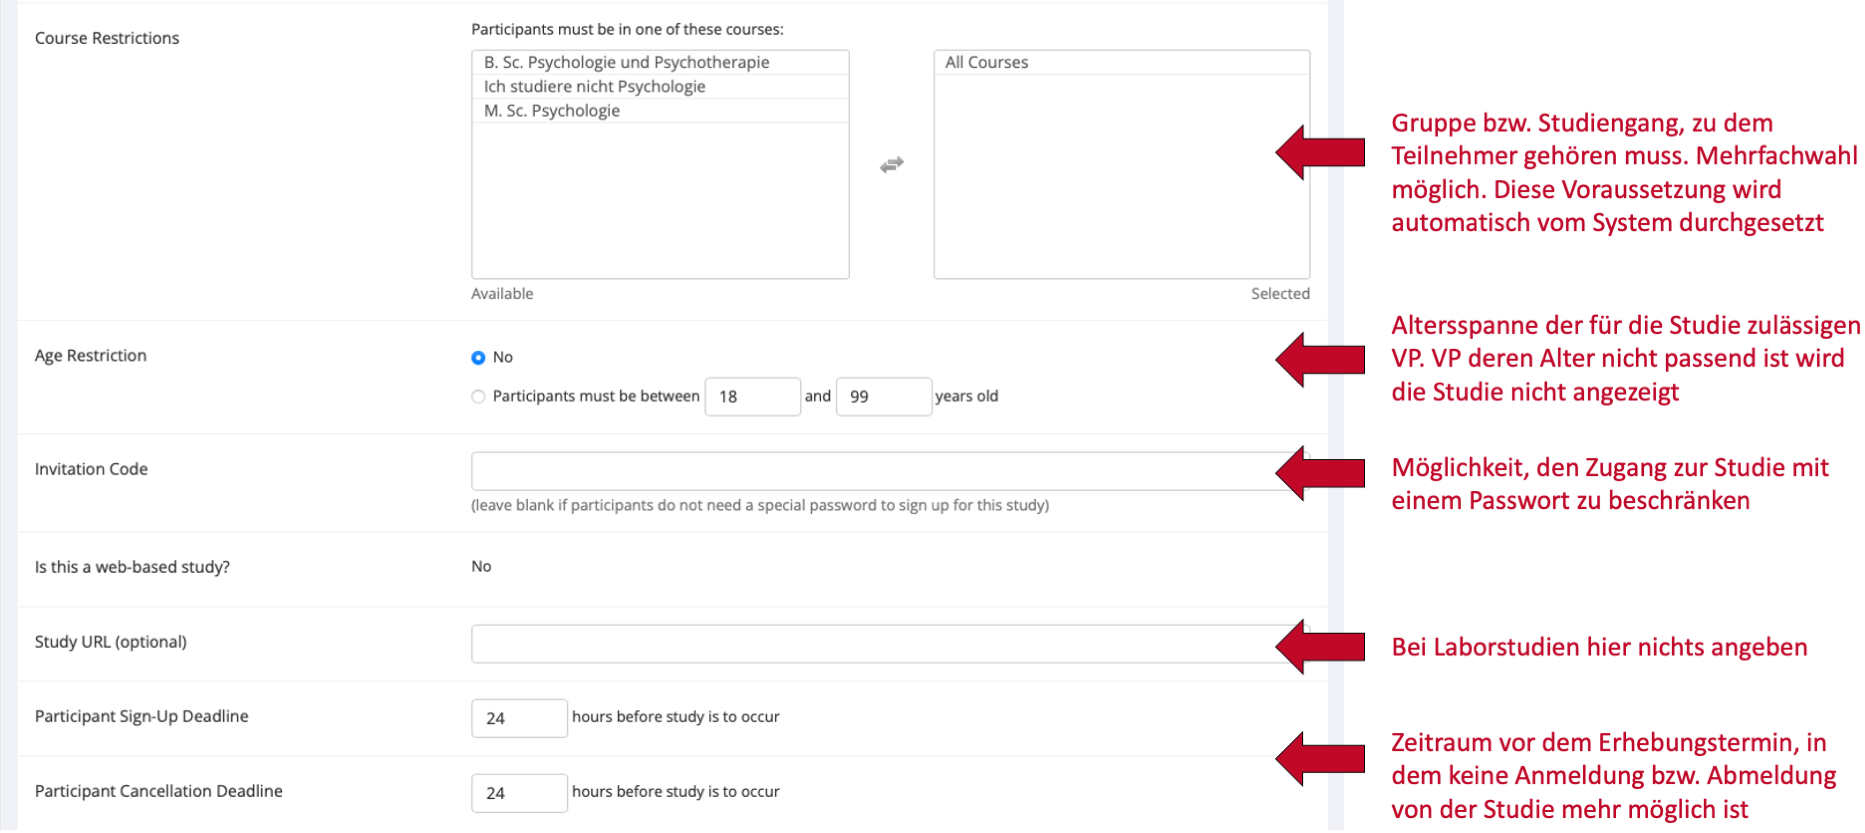 Course Restrictions
Participants must be in one of these courses:
B. Sc. Psychologie und Psychotherapie
Ich studiere nicht Psychologie
M. Sc. Psychologie
All Courses
Available
Selected
Gruppe bzw. Studiengang, zu dem
Teilnehmer gehören muss. Mehrfachwahl
möglich. Diese Voraussetzung wird
automatisch vom System durchgesetzt
Age Restriction
No
Participants must be between 18 and 99 years old
Altersspanne der für die Studie zulässigen
VP. VP deren Alter nicht passend ist wird
die Studie nicht angezeigt
Invitation Code
(leave blank if participants do not need a special password to sign up for this study)
Möglichkeit, den Zugang zur Studie mit
einem Passwort zu beschränken
Is this a web-based study?
No
Study URL (optional)
Bei Laborstudien hier nichts angeben
Participant Sign-Up Deadline
24 hours before study is to occur
Participant Cancellation Deadline
24 hours before study is to occur
Zeitraum vor dem Erhebungstermin, in
dem keine Anmeldung bzw. Abmeldung
von der Studie mehr möglich ist